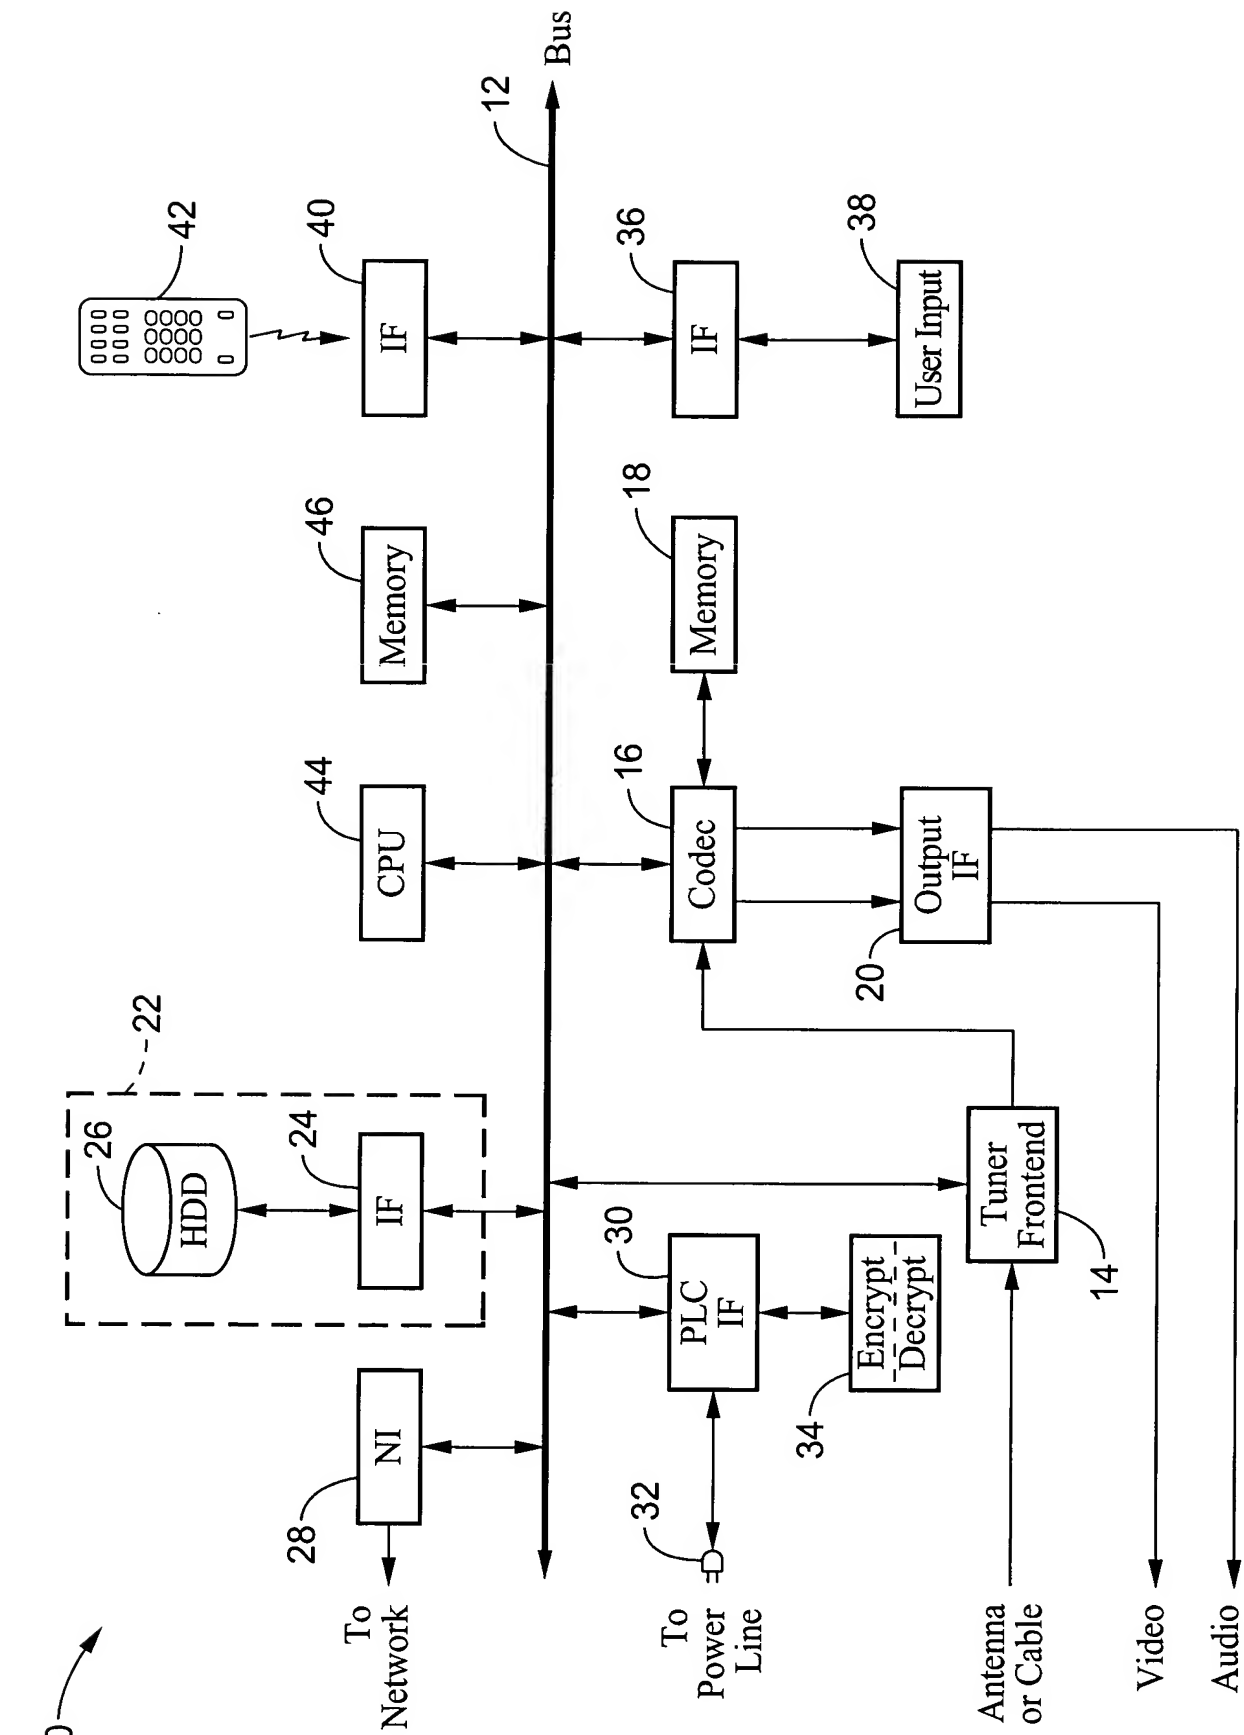 42
40
IF
46
Memory
44
CPU
22
26
HDD
24
IF
28
NI
To
Network
12
Bus
36
IF
38
User Input
18
Memory
16
Codec
20
Output
IF
30
PLC
IF
32
To
Power
Line
34
Encrypt
Decrypt
Tuner
Frontend
14
Antenna
or Cable
Video
Audio